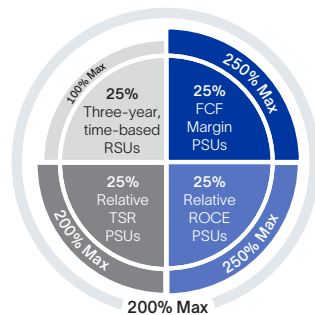 100% Max
25%
Three-year,
time-based
RSUs
250% Max
25%
FCF
Margin
PSUs
200% Max
25%
Relative
TSR
PSUs
25%
Relative
ROCE
PSUs
250% Max
200% Max